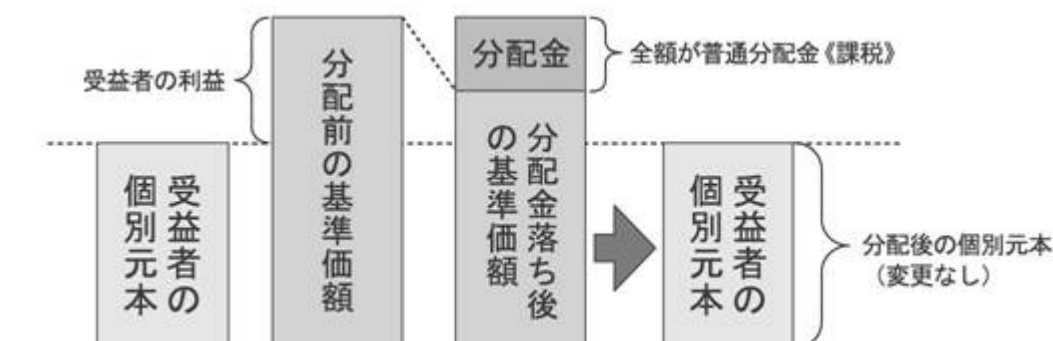 受益者の利益
受益者の
個別元本
分配前の基準価額
分配金
全額が普通分配金《課税》
分配金落ち後
の基準価額
受益者の
個別元本
分配後の個別元本
（変更なし）